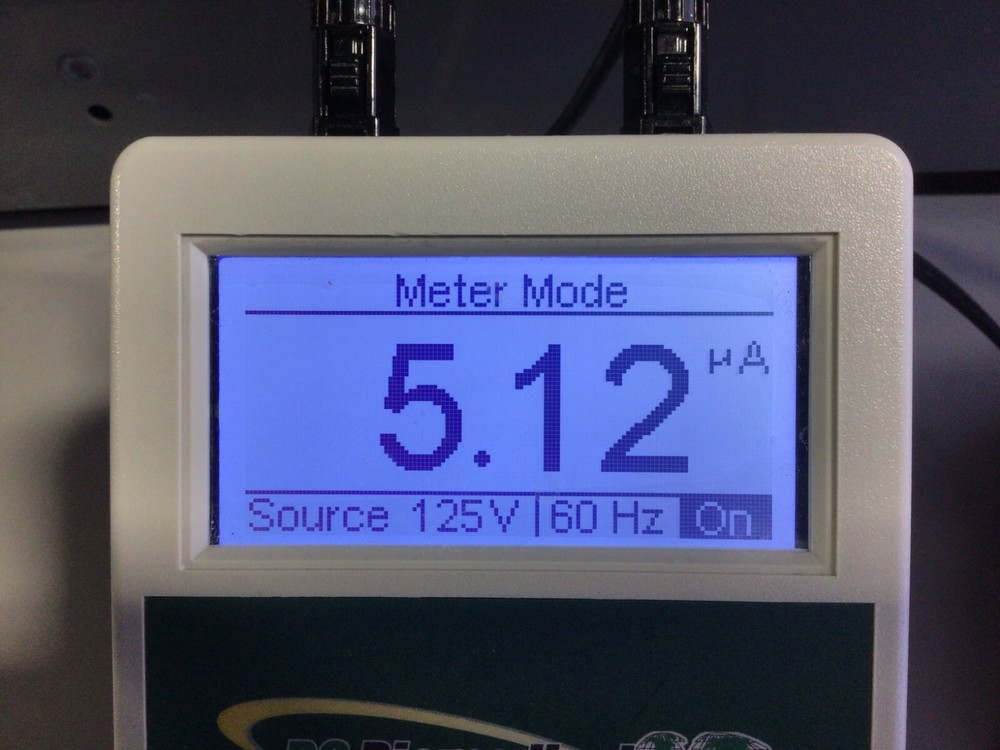 Meter Mode
5.12 µA
Source 125V | 60 Hz On